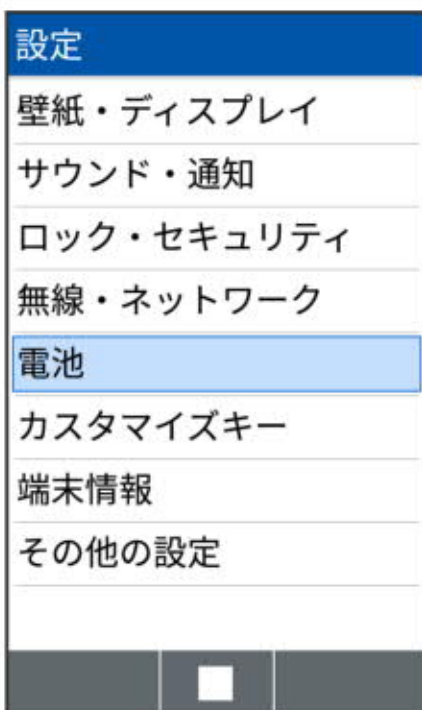 設定
壁紙・ディスプレイ
サウンド・通知
ロック・セキュリティ
無線・ネットワーク
電池
カスタマイズキー
端末情報
その他の設定